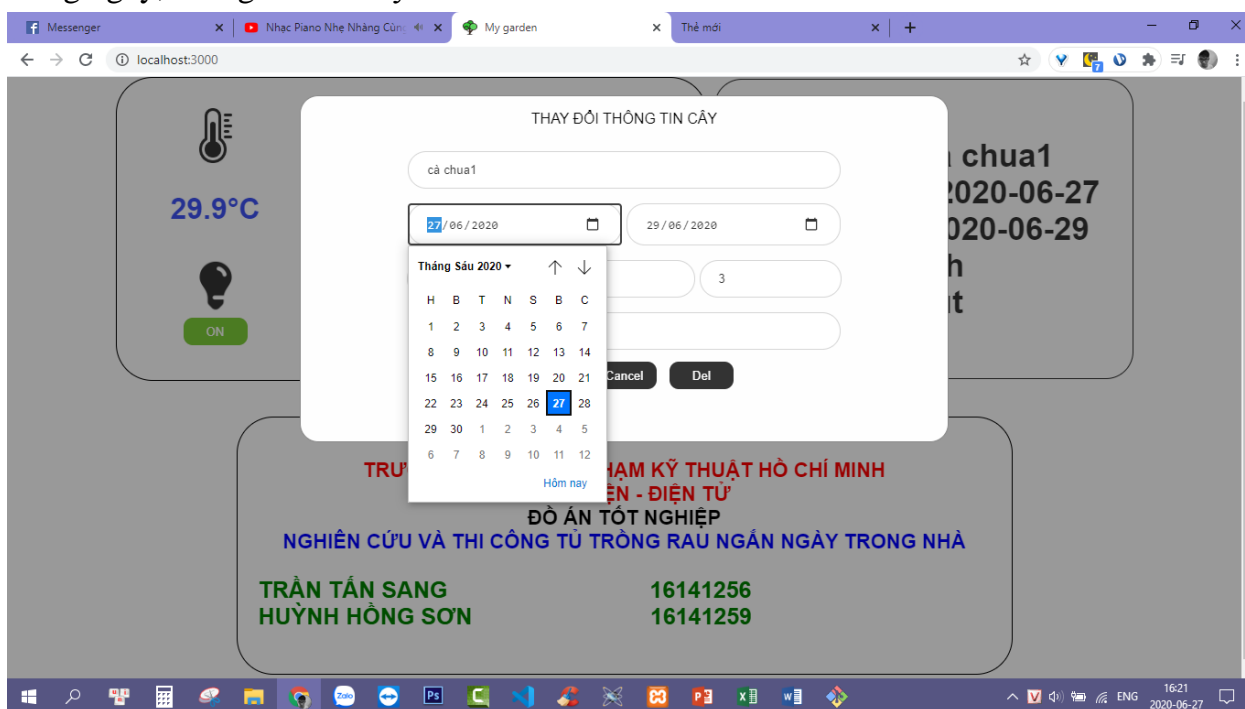 Messenger
Nhạc Piano Nhẹ Nhàng Cùng
My garden
Thẻ mới
localhost:3000
7
THAY ĐỔI THÔNG TIN CÂY
cà chua1
27/06/2020
29/06/2020
3
Tháng Sáu 2020
H B T N S B C
1 2 3 4 5 6 7
8 9 10 11 12 13 14
15 16 17 18 19 20 21
22 23 24 25 26 27 28
29 30 1 2 3 4 5
6 7 8 9 10 11 12
Hôm nay
Cancel
Del
29.9°C
ON
chua1
2020-06-27
020-06-29
h
TRƯ
HẠM KỸ THUẬT HỒ CHÍ MINH
ỆN - ĐIỆN TỬ
ĐỒ ÁN TỐT NGHIỆP
NGHIÊN CỨU VÀ THI CÔNG TỦ TRỒNG RAU NGẮN NGÀY TRONG NHÀ
TRẦN TẤN SANG 16141256
HUỲNH HỒNG SƠN 16141259
Zalo
Ps
ENG
16:21
2020-06-27